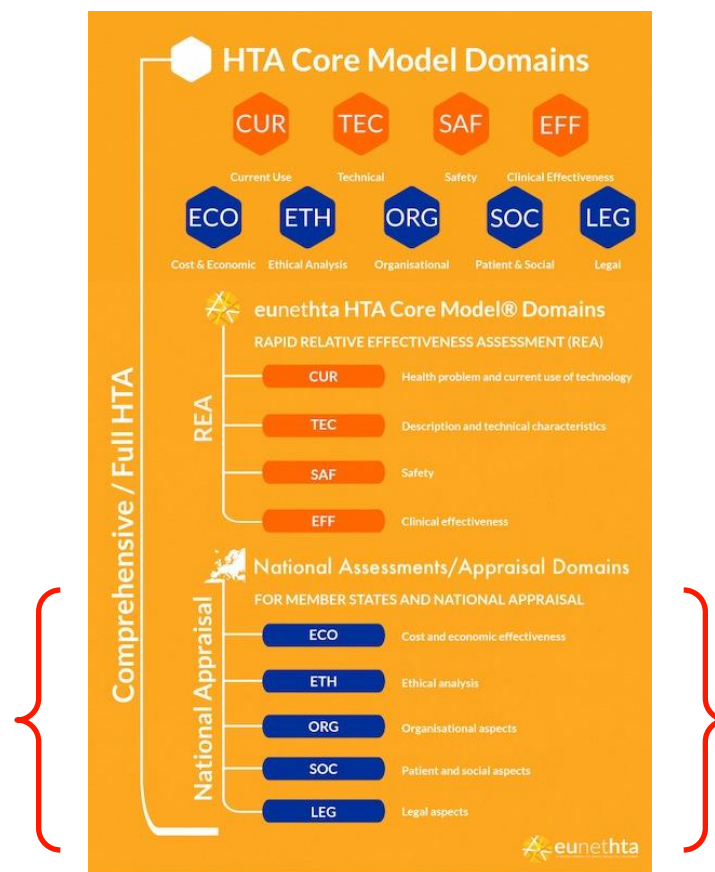 HTA Core Model Domains
CUR TEC SAF EFF
Current Use Technical Safety Clinical Effectiveness
ECO ETH ORG SOC LEG
Cost & Economic Ethical Analysis Organisational Patient & Social Legal
eunethta HTA Core Model® Domains
RAPID RELATIVE EFFECTIVENESS ASSESSMENT (REA)
CUR Health problem and current use of technology
TEC Description and technical characteristics
SAF Safety
EFF Clinical effectiveness
REA
Comprehensive / Full HTA
National Assessments/Appraisal Domains
FOR MEMBER STATES AND NATIONAL APPRAISAL
ECO Cost and economic effectiveness
ETH Ethical analysis
ORG Organisational aspects
SOC Patient and social aspects
LEG Legal aspects
National Appraisal
eunethta